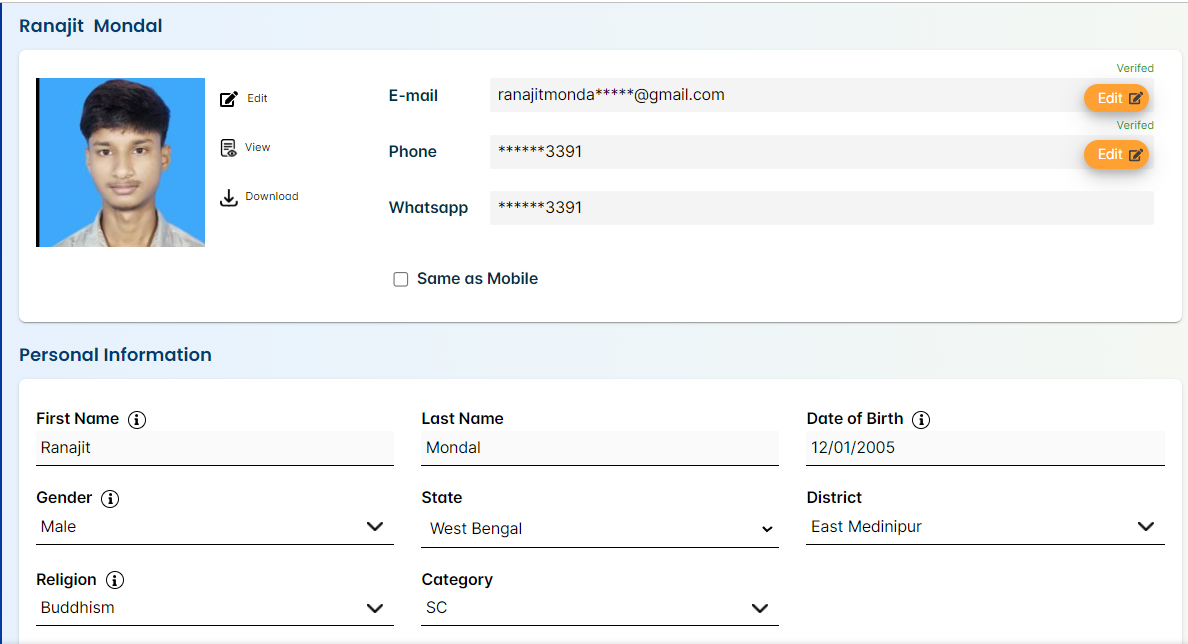 Ranajit Mondal
Verifed
Edit
E-mail
ranajitmonda*****@gmail.com
Edit
Verifed
View
Phone
******3391
Edit
Download
Whatsapp
******3391
Same as Mobile
Personal Information
First Name
Last Name
Date of Birth
Ranajit
Mondal
12/01/2005
Gender
State
District
Male
West Bengal
East Medinipur
Religion
Category
Buddhism
SC